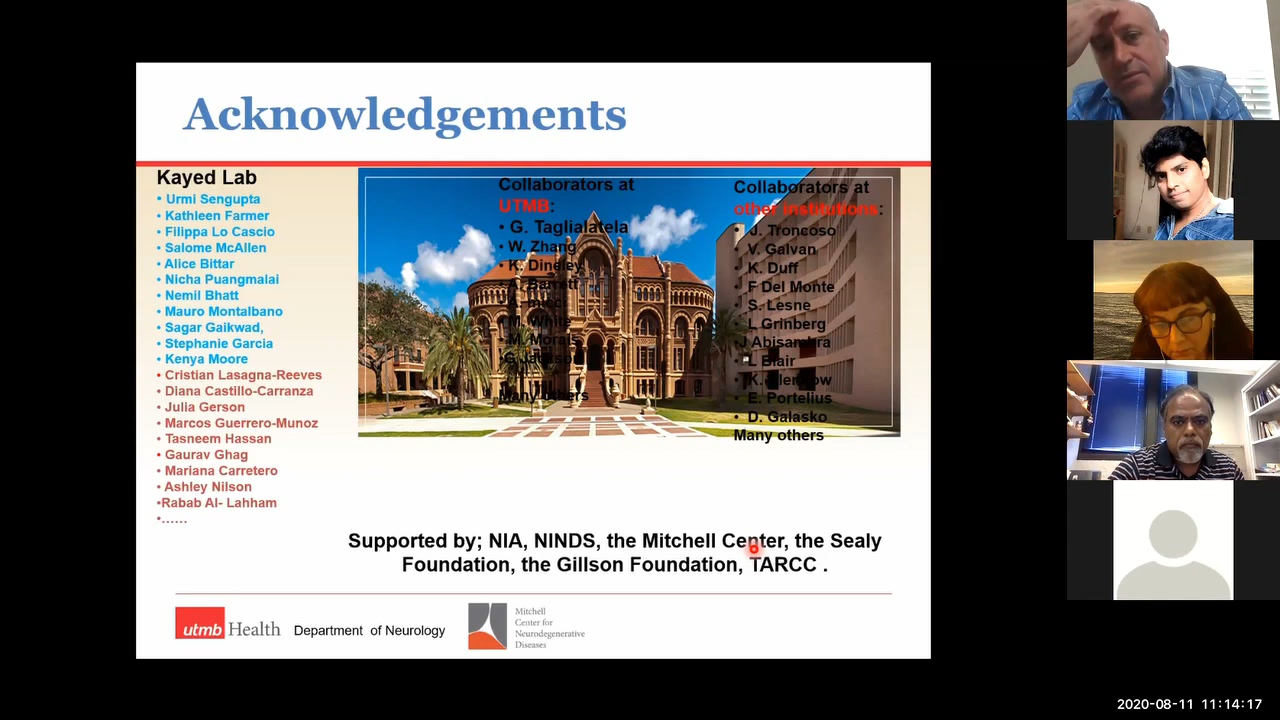 Acknowledgements
Kayed Lab
• Urmi Sengupta
• Kathleen Farmer
• Filippa Lo Cascio
• Salome McAllen
• Alice Bittar
• Nicha Puangmalai
• Nemil Bhatt
• Mauro Montalbano
• Sagar Gaikwad,
• Stephanie Garcia
• Kenya Moore
• Cristian Lasagna-Reeves
• Diana Castillo-Carranza
• Julia Gerson
• Marcos Guerrero-Munoz
• Tasneem Hassan
• Gaurav Ghag
• Mariana Carretero
• Ashley Nilson
•Rabab Al- Lahham
•......
Collaborators at
UTMB:
• G. Taglialatela
• W. Zhang
• K. Dineley
• A. Barrett
• M. White
• M. Morais
Many others
Collaborators at
other institutions:
• J. Troncoso
• V. Galvan
• K. Duff
• F Del Monte
• S. Lesne
• L Grinberg
• J Abisambra
• L Blair
• E. Portelius
• D. Galasko
Many others
Supported by; NIA, NINDS, the Mitchell Center, the Sealy
Foundation, the Gillson Foundation, TARCC .
utmb Health
Department of Neurology
Mitchell
Center for
Neurodegenerative
Diseases
2020-08-11 11:14:17